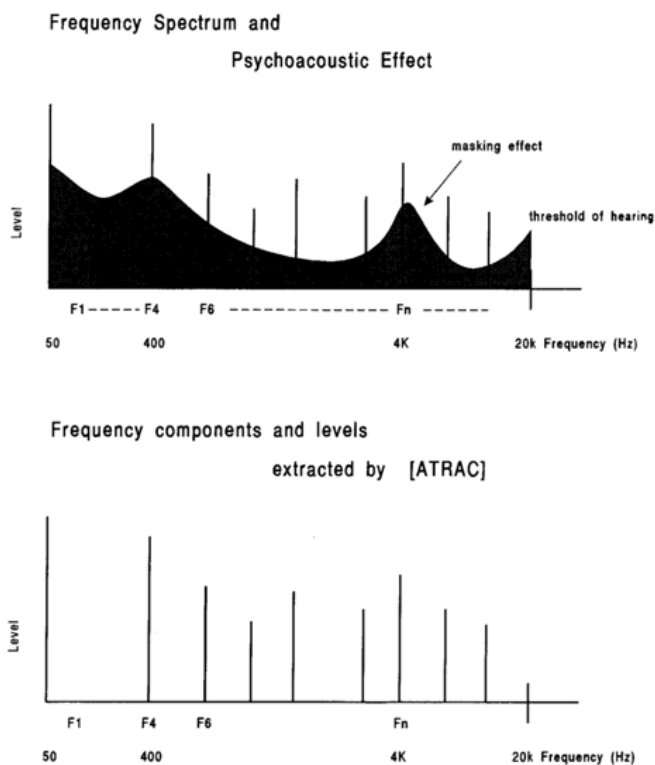 Frequency Spectrum and
Psychoacoustic Effect
masking effect
Level
threshold of hearing
F1 ----- F4 F6 ---------------- Fn ------
50 400 4K 20k Frequency (Hz)
Frequency components and levels
extracted by [ATRAC]
Level
F1 F4 F6 Fn
50 400 4K 20k Frequency (Hz)